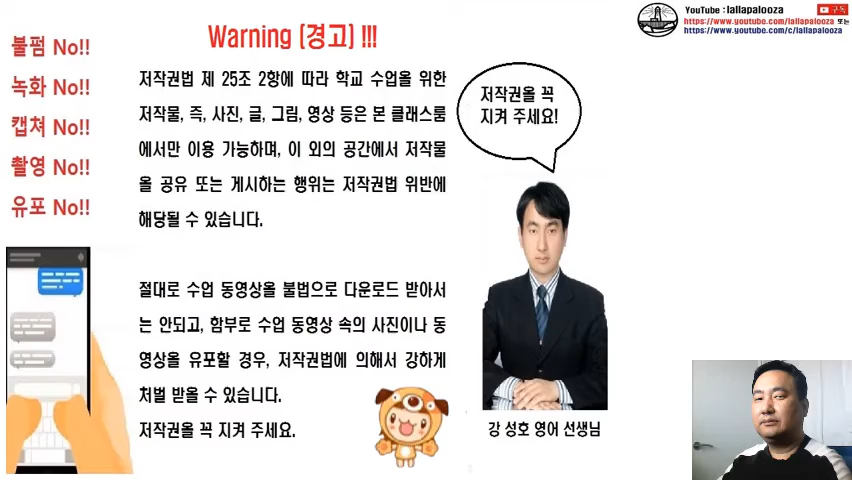 YouTube : lallapalooza 구독
https://www.youtube.com/lallapalooza 또는
https://www.youtube.com/c/lallapalooza
Warning (경고) !!!
불펌 No!!
녹화 No!!
캡쳐 No!!
촬영 No!!
유포 No!!
저작권법 제 25조 2항에 따라 학교 수업을 위한
저작물, 즉, 사진, 글, 그림, 영상 등은 본 클래스룸
에서만 이용 가능하며, 이 외의 공간에서 저작물
을 공유 또는 게시하는 행위는 저작권법 위반에
해당될 수 있습니다.
절대로 수업 동영상을 불법으로 다운로드 받아서
는 안되고, 함부로 수업 동영상 속의 사진이나 동
영상을 유포할 경우, 저작권법에 의해서 강하게
처벌 받을 수 있습니다.
저작권을 꼭 지켜 주세요.
저작권을 꼭
지켜 주세요!
강 성호 영어 선생님